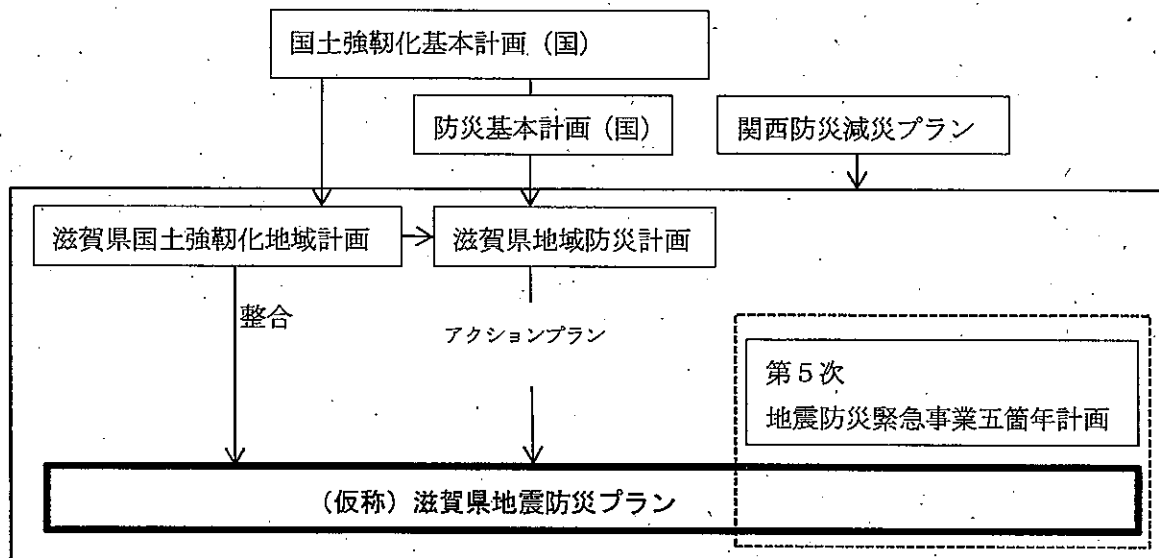 国土強靭化基本計画（国）
防災基本計画（国）
関西防災減災プラン
滋賀県国土強靭化地域計画
滋賀県地域防災計画
整合
アクションプラン
第５次
地震防災緊急事業五箇年計画
（仮称）滋賀県地震防災プラン